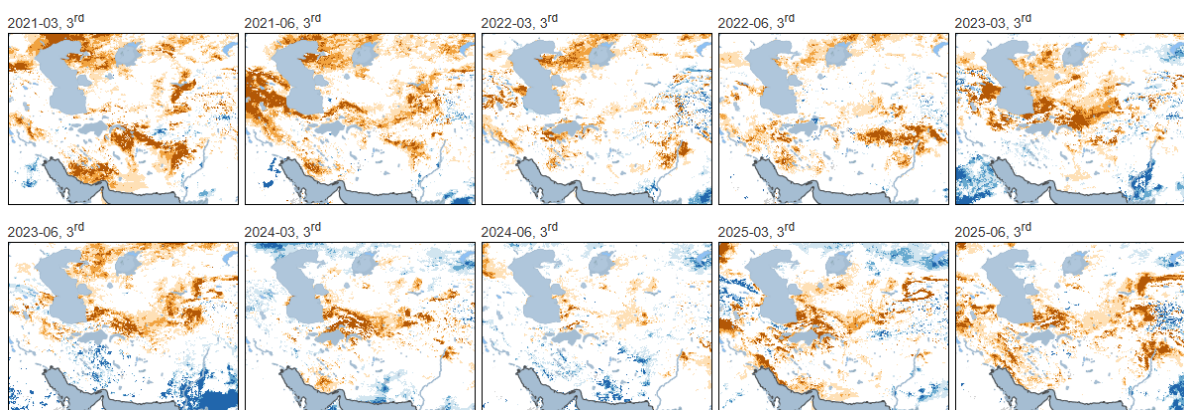 2021-03, 3rd
2021-06, 3rd
2022-03, 3rd
2022-06, 3rd
2023-03, 3rd
2023-06, 3rd
2024-03, 3rd
2024-06, 3rd
2025-03, 3rd
2025-06, 3rd